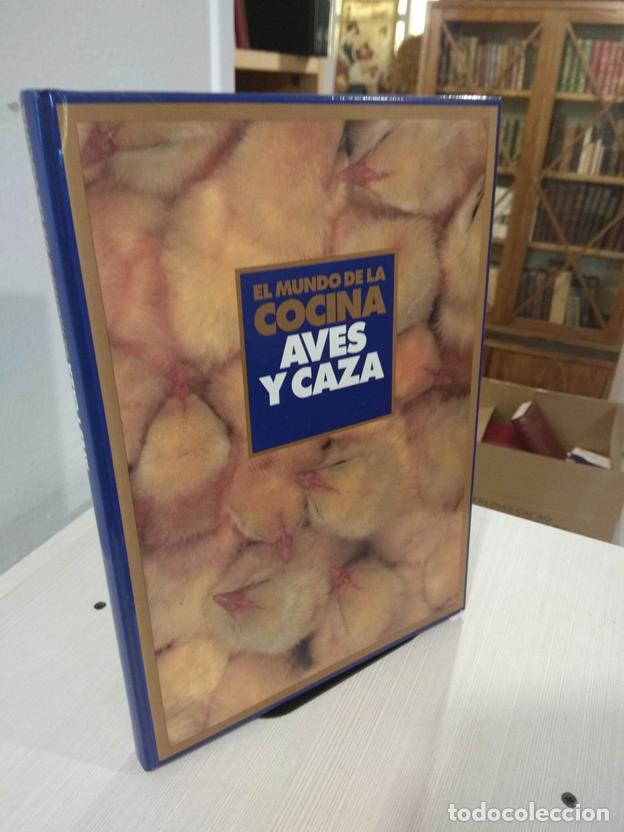 EL MUNDO DE LA
COCINA
AVES
Y CAZA
todocoleccion